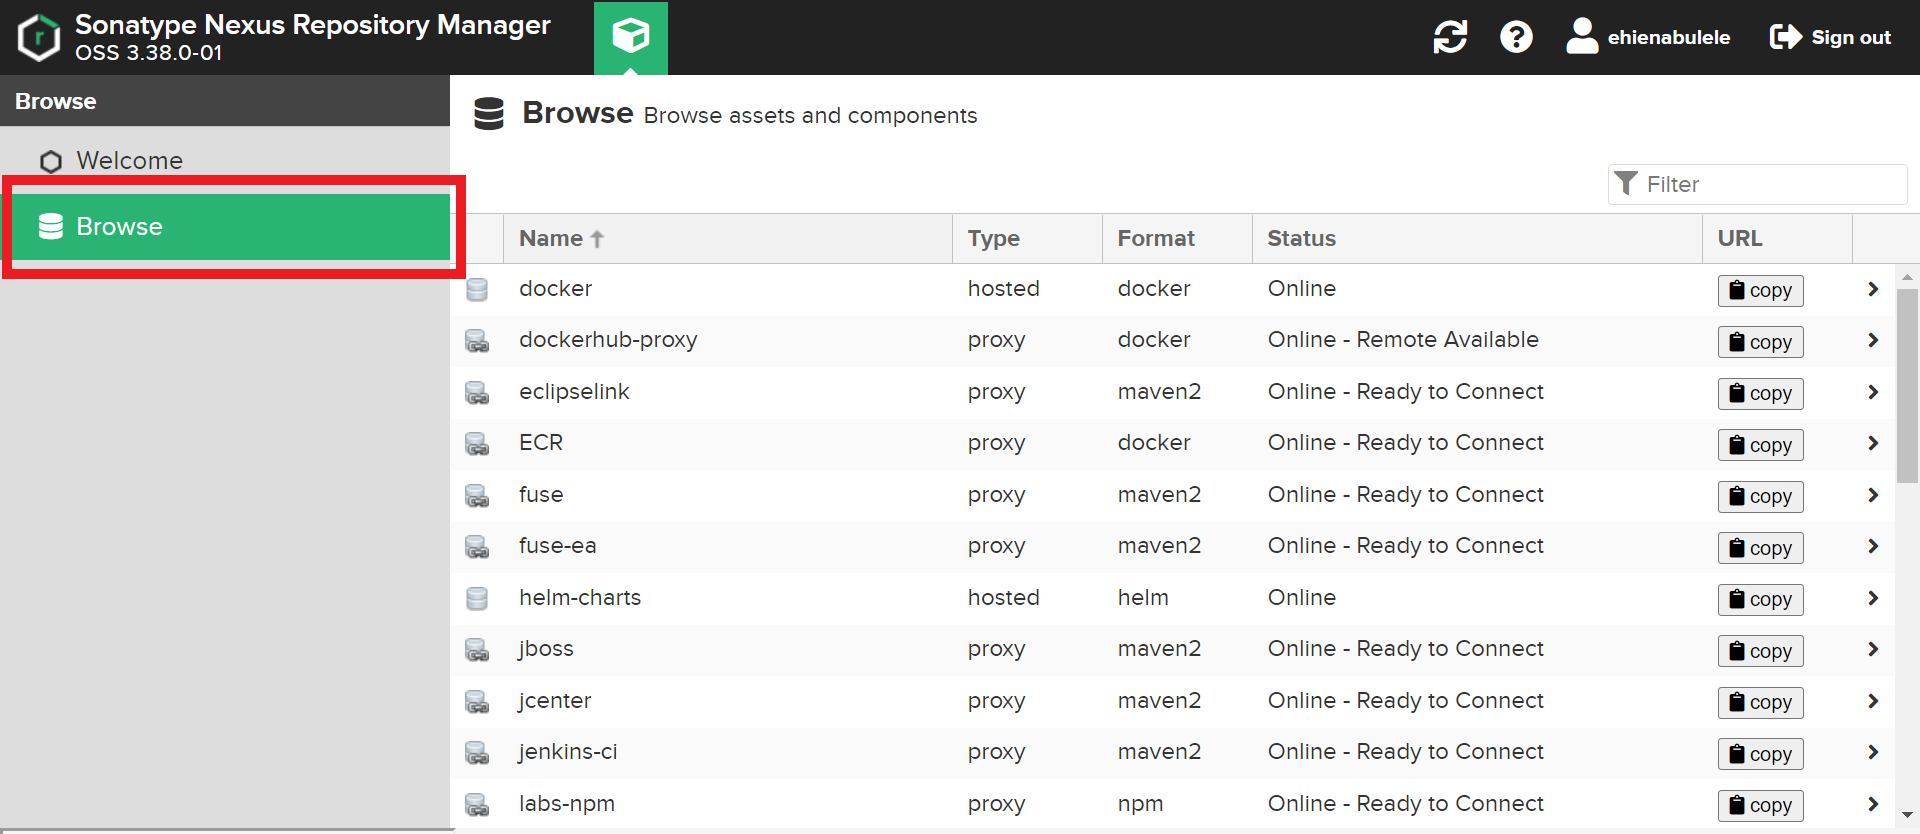 Sonatype Nexus Repository Manager
OSS 3.38.0-01
ehienabulele
Sign out
Browse
Welcome
Browse
Browse Browse assets and components
Filter
Name Type Format Status URL
docker hosted docker Online copy
dockerhub-proxy proxy docker Online - Remote Available copy
eclipselink proxy maven2 Online - Ready to Connect copy
ECR proxy docker Online - Ready to Connect copy
fuse proxy maven2 Online - Ready to Connect copy
fuse-ea proxy maven2 Online - Ready to Connect copy
helm-charts hosted helm Online copy
jboss proxy maven2 Online - Ready to Connect copy
jcenter proxy maven2 Online - Ready to Connect copy
jenkins-ci proxy maven2 Online - Ready to Connect copy
labs-npm proxy npm Online - Ready to Connect copy